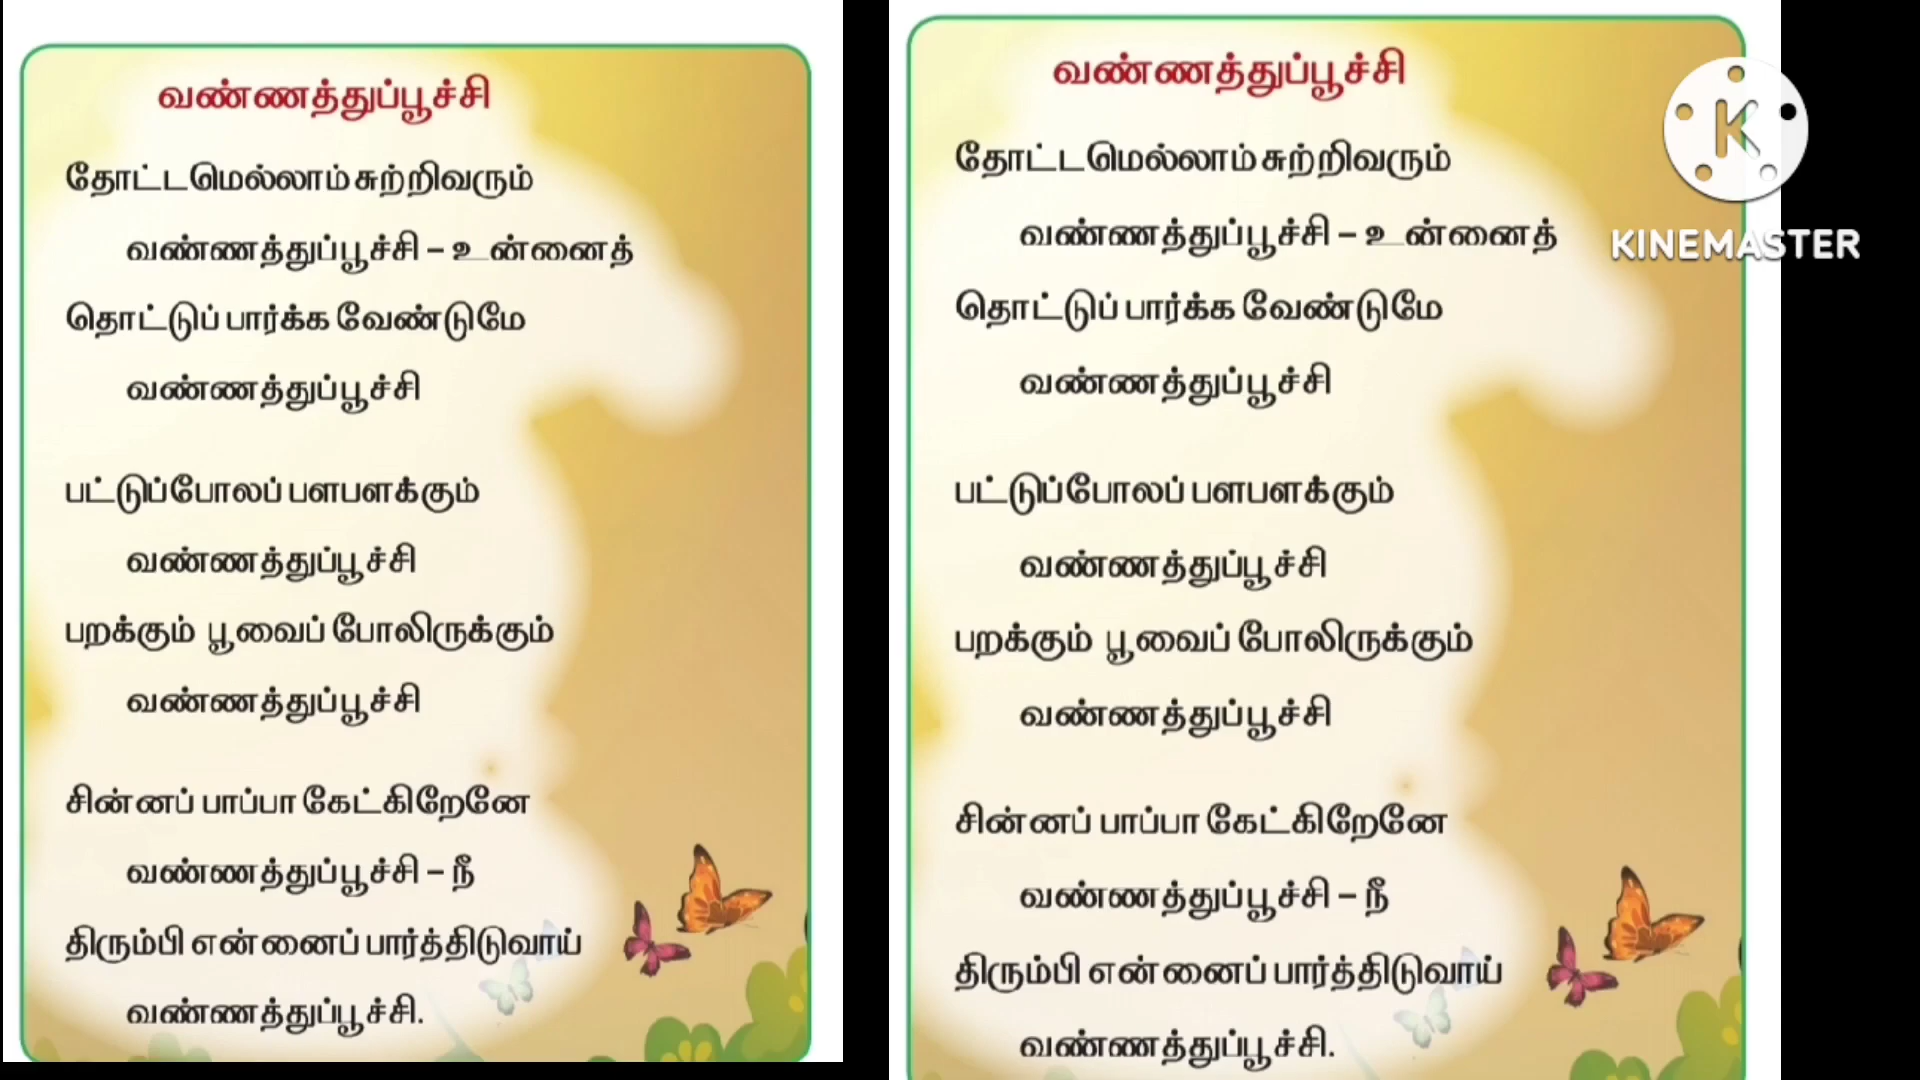 வண்ணத்துப்பூச்சி
தோட்டமெல்லாம் சுற்றிவரும்
வண்ணத்துப்பூச்சி – உன்னைத்
தொட்டுப் பார்க்க வேண்டுமே
வண்ணத்துப்பூச்சி
பட்டுப்போலப் பளபளக்கும்
வண்ணத்துப்பூச்சி
பறக்கும் பூவைப் போலிருக்கும்
வண்ணத்துப்பூச்சி
சின்னப் பாப்பா கேட்கிறேனே
வண்ணத்துப்பூச்சி – நீ
திரும்பி என்னைப் பார்த்திடுவாய்
வண்ணத்துப்பூச்சி.
வண்ணத்துப்பூச்சி
தோட்டமெல்லாம் சுற்றிவரும்
வண்ணத்துப்பூச்சி – உன்னைத்
தொட்டுப் பார்க்க வேண்டுமே
வண்ணத்துப்பூச்சி
பட்டுப்போலப் பளபளக்கும்
வண்ணத்துப்பூச்சி
பறக்கும் பூவைப் போலிருக்கும்
வண்ணத்துப்பூச்சி
சின்னப் பாப்பா கேட்கிறேனே
வண்ணத்துப்பூச்சி – நீ
திரும்பி என்னைப் பார்த்திடுவாய்
வண்ணத்துப்பூச்சி.
K
KINEMASTER